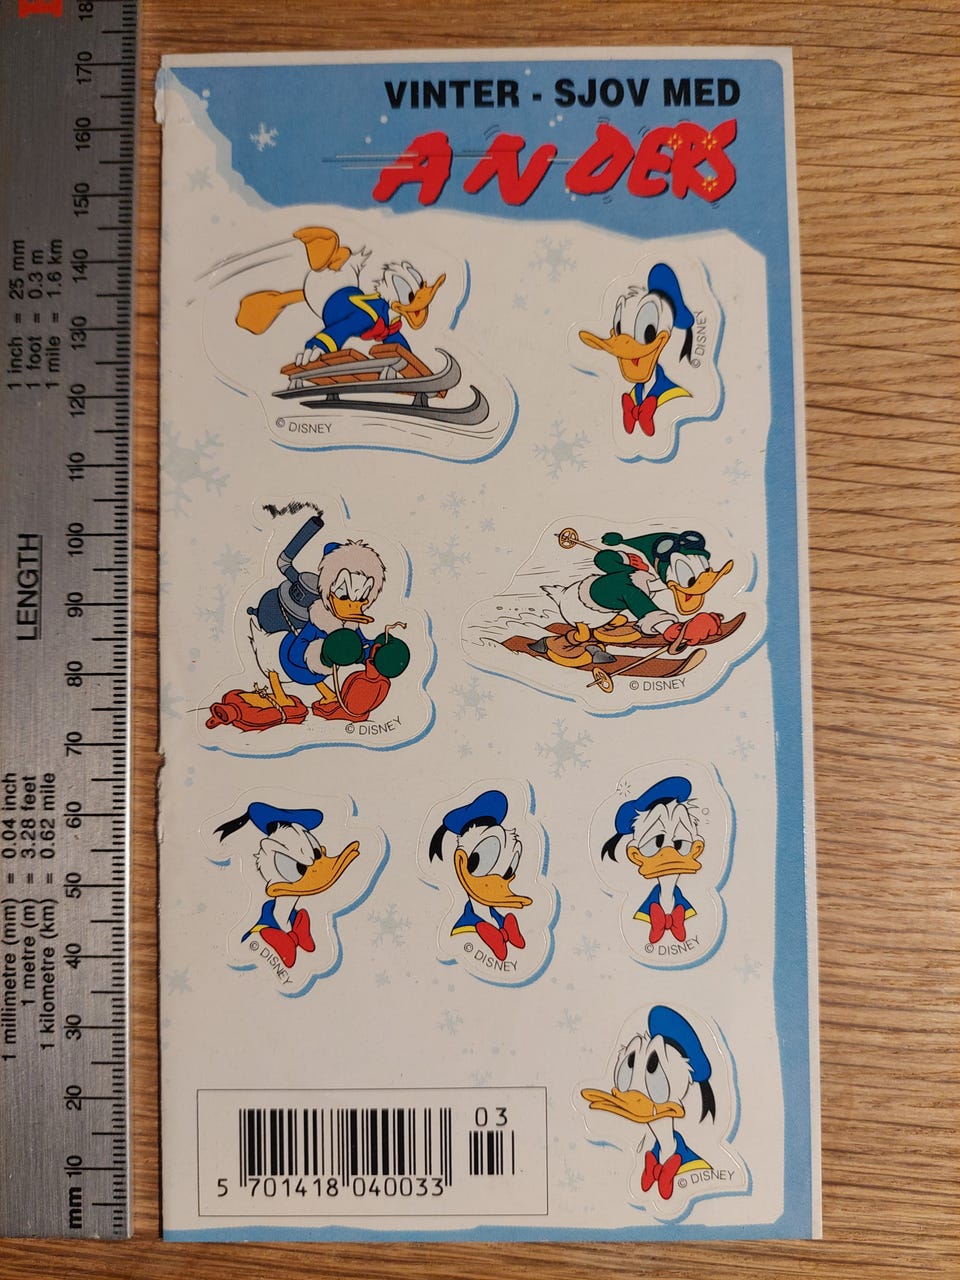 VINTER - SJOV MED
ANDERS
© DISNEY
© DISNEY
© DISNEY
© DISNEY
© DISNEY
© DISNEY
© DISNEY
© DISNEY
03
5 701418 040033
LENGTH
1 inch = 25 mm
1 foot = 0.3 m
1 mile = 1.6 km
1 millimetre (mm) = 0.04 inch
1 metre (m) = 3.28 feet
1 kilometre (km) = 0.62 mile
mm 10 20 30 40 50 60 70 80 90 100 110 120 130 140 150 160 170